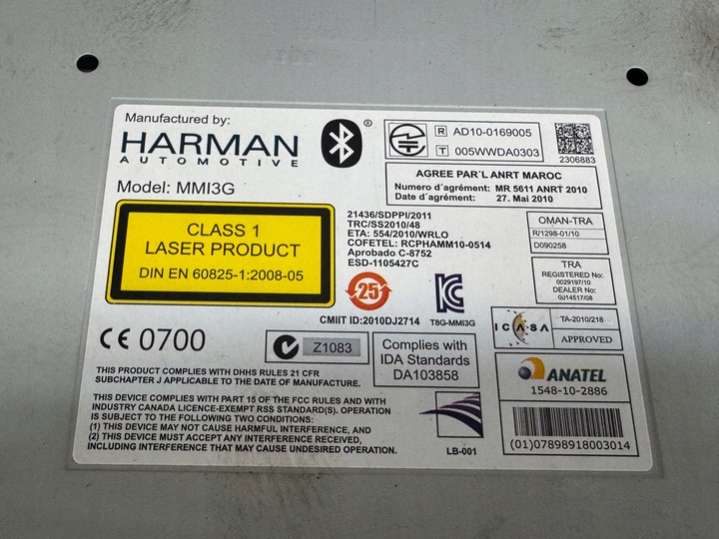 Manufactured by:
HARMAN
AUTOMOTIVE
®
R AD10-0169005
T 005WWDA0303
2306883
Model: MMI3G
AGREE PAR´L ANRT MAROC
Numero d´agrément: MR 5611 ANRT 2010
Date d´agrément: 27. Mai 2010
CLASS 1
LASER PRODUCT
DIN EN 60825-1:2008-05
21436/SDPPI/2011
TRC/SS2010/48
ETA: 554/2010/WRLO
COFETEL: RCPHAMM10-0514
Aprobado C-8752
ESD-1105427C
OMAN-TRA
R/1298-01/10
D090258
TRA
REGISTERED No:
0029197/10
DEALER No:
0J14517/08
25
T8G-MMI3G
CMIIT ID:2010DJ2714
ICASA
TA-2010/218
APPROVED
CE 0700
Z1083
Complies with
IDA Standards
DA103858
ANATEL
1548-10-2886
THIS PRODUCT COMPLIES WITH DHHS RULES 21 CFR
SUBCHAPTER J APPLICABLE TO THE DATE OF MANUFACTURE.
THIS DEVICE COMPLIES WITH PART 15 OF THE FCC RULES AND WITH
INDUSTRY CANADA LICENCE-EXEMPT RSS STANDARD(S). OPERATION
IS SUBJECT TO THE FOLLOWING TWO CONDITIONS:
(1) THIS DEVICE MAY NOT CAUSE HARMFUL INTERFERENCE, AND
(2) THIS DEVICE MUST ACCEPT ANY INTERFERENCE RECEIVED,
INCLUDING INTERFERENCE THAT MAY CAUSE UNDESIRED OPERATION.
LB-001
(01)07898918003014